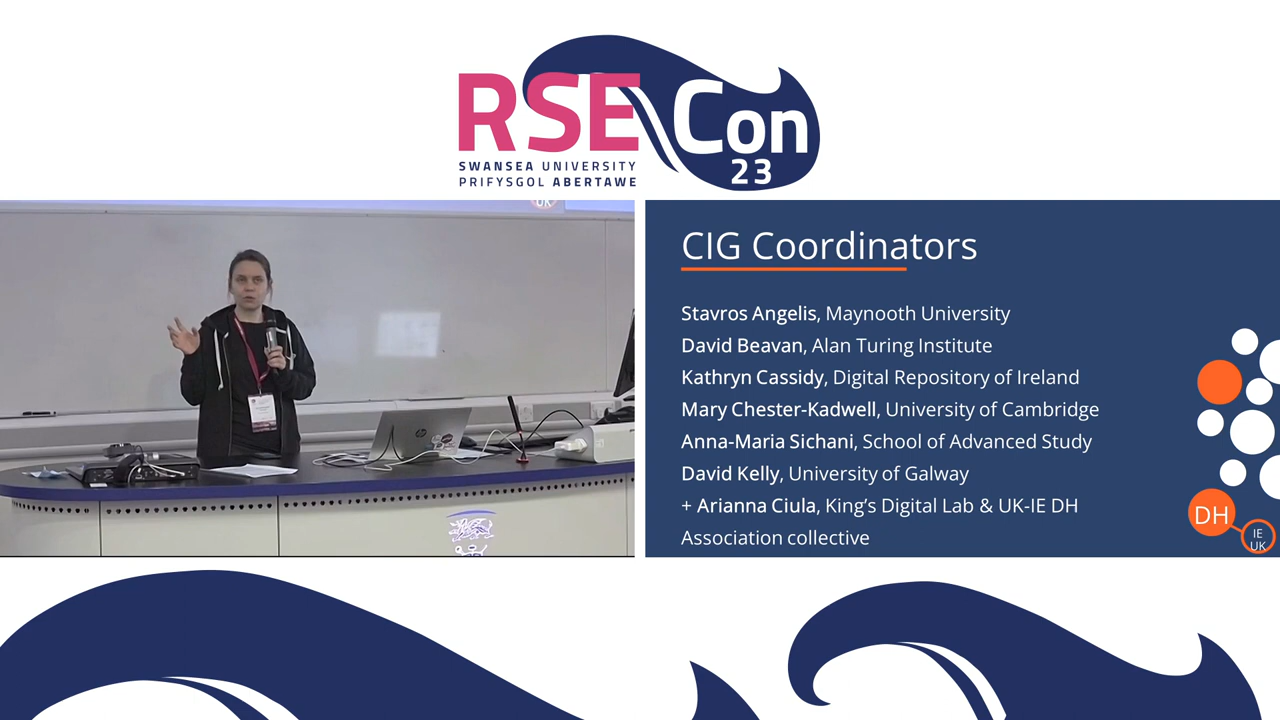 RSE Con
23
SWANSEA UNIVERSITY
PRIFYSGOL ABERTAWE
UK
CIG Coordinators
Stavros Angelis, Maynooth University
David Beavan, Alan Turing Institute
Kathryn Cassidy, Digital Repository of Ireland
Mary Chester-Kadwell, University of Cambridge
Anna-Maria Sichani, School of Advanced Study
David Kelly, University of Galway
+ Arianna Ciula, King’s Digital Lab & UK-IE DH
Association collective
DH
IE
UK